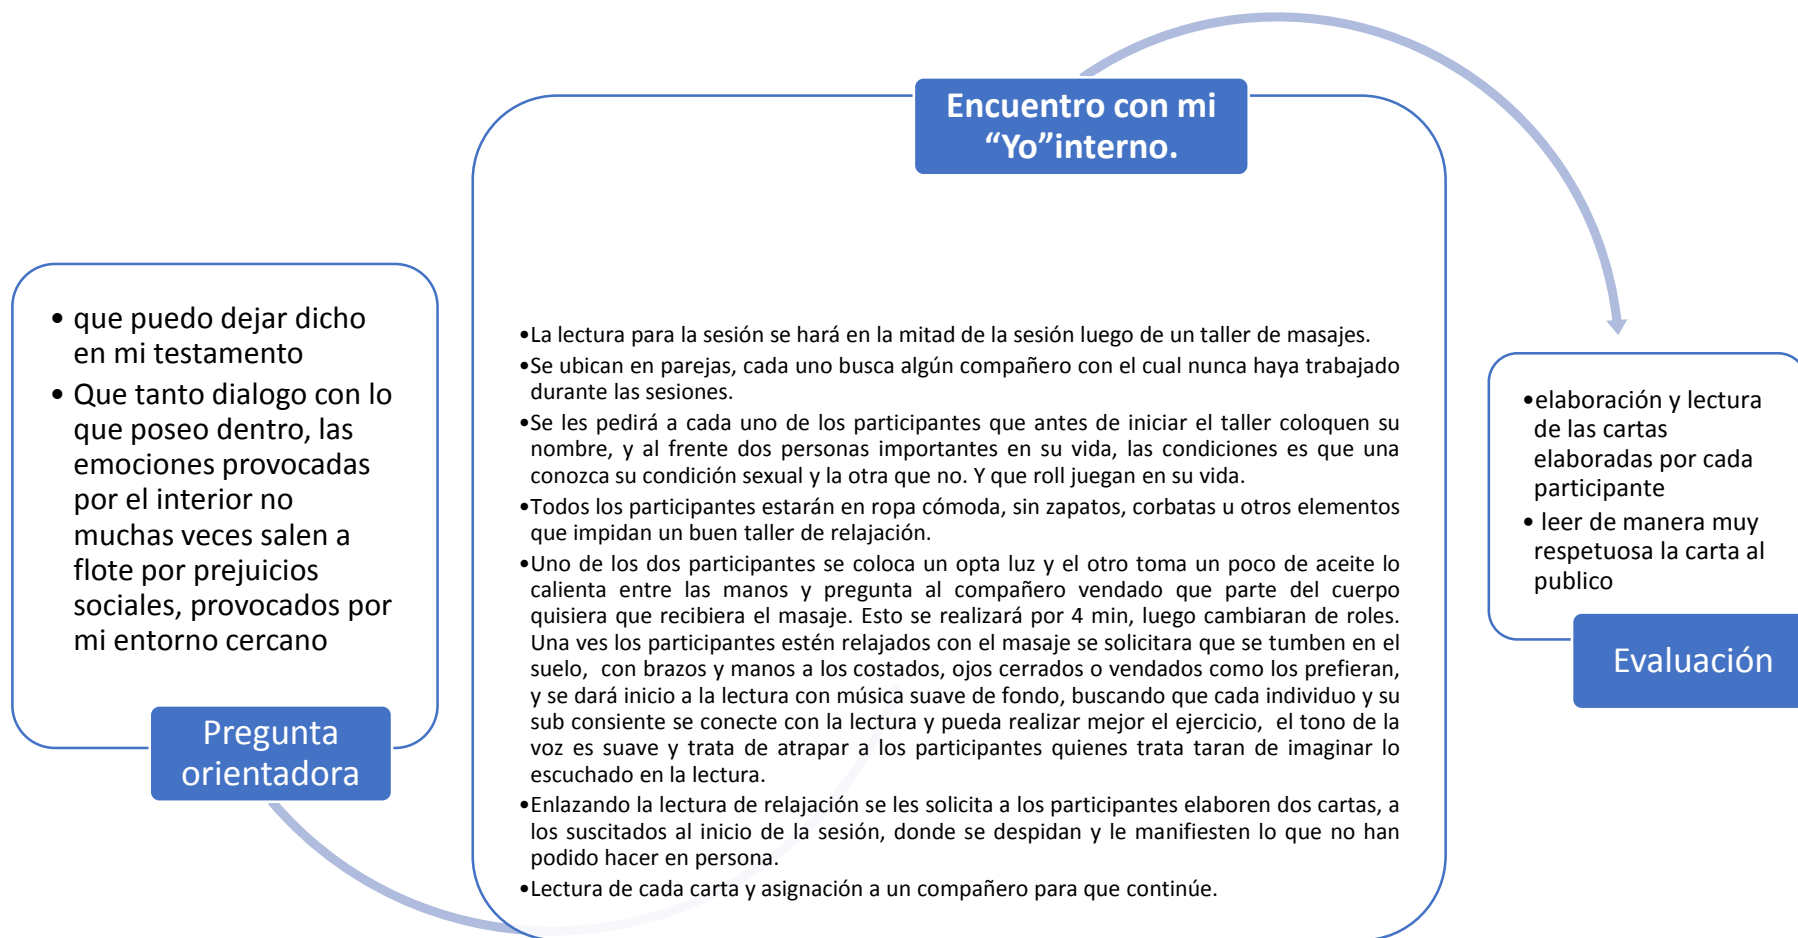 • que puedo dejar dicho
en mi testamento
• Que tanto dialogo con lo
que poseo dentro, las
emociones provocadas
por el interior no
muchas veces salen a
flote por prejuicios
sociales, provocados por
mi entorno cercano
Pregunta
orientadora
Encuentro con mi
“Yo”interno.
•La lectura para la sesión se hará en la mitad de la sesión luego de un taller de masajes.
•Se ubican en parejas, cada uno busca algún compañero con el cual nunca haya trabajado
durante las sesiones.
•Se les pedirá a cada uno de los participantes que antes de iniciar el taller coloquen su
nombre, y al frente dos personas importantes en su vida, las condiciones es que una
conozca su condición sexual y la otra que no. Y que roll juegan en su vida.
•Todos los participantes estarán en ropa cómoda, sin zapatos, corbatas u otros elementos
que impidan un buen taller de relajación.
•Uno de los dos participantes se coloca un opta luz y el otro toma un poco de aceite lo
calienta entre las manos y pregunta al compañero vendado que parte del cuerpo
quisiera que recibiera el masaje. Esto se realizará por 4 min, luego cambiaran de roles.
Una ves los participantes estén relajados con el masaje se solicitara que se tumben en el
suelo, con brazos y manos a los costados, ojos cerrados o vendados como los prefieran,
y se dará inicio a la lectura con música suave de fondo, buscando que cada individuo y su
sub consiente se conecte con la lectura y pueda realizar mejor el ejercicio, el tono de la
voz es suave y trata de atrapar a los participantes quienes trata taran de imaginar lo
escuchado en la lectura.
•Enlazando la lectura de relajación se les solicita a los participantes elaboren dos cartas, a
los suscitados al inicio de la sesión, donde se despidan y le manifiesten lo que no han
podido hacer en persona.
•Lectura de cada carta y asignación a un compañero para que continúe.
•elaboración y lectura
de las cartas
elaboradas por cada
participante
• leer de manera muy
respetuosa la carta al
publico
Evaluación